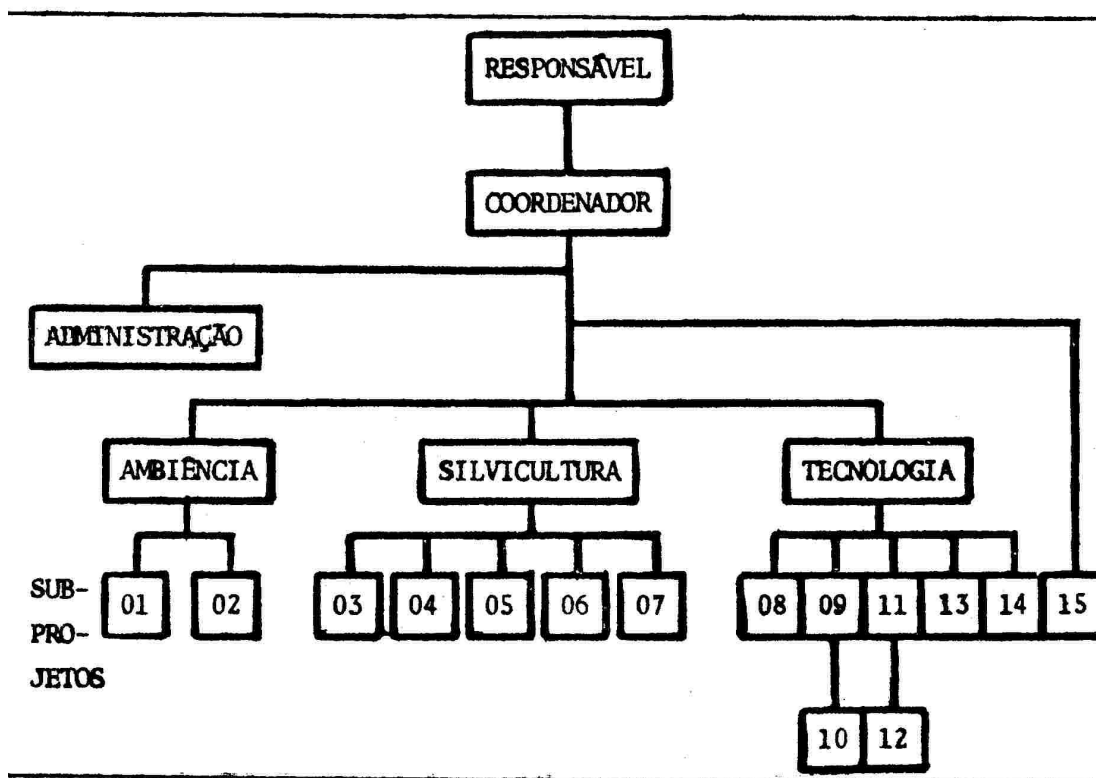 RESPONSÁVEL
COORDENADOR
ADMINISTRAÇÃO
AMBIÊNCIA SILVICULTURA TECNOLOGIA
SUB-
PRO-
JETOS
01 02 03 04 05 06 07 08 09 11 13 14 15
10 12